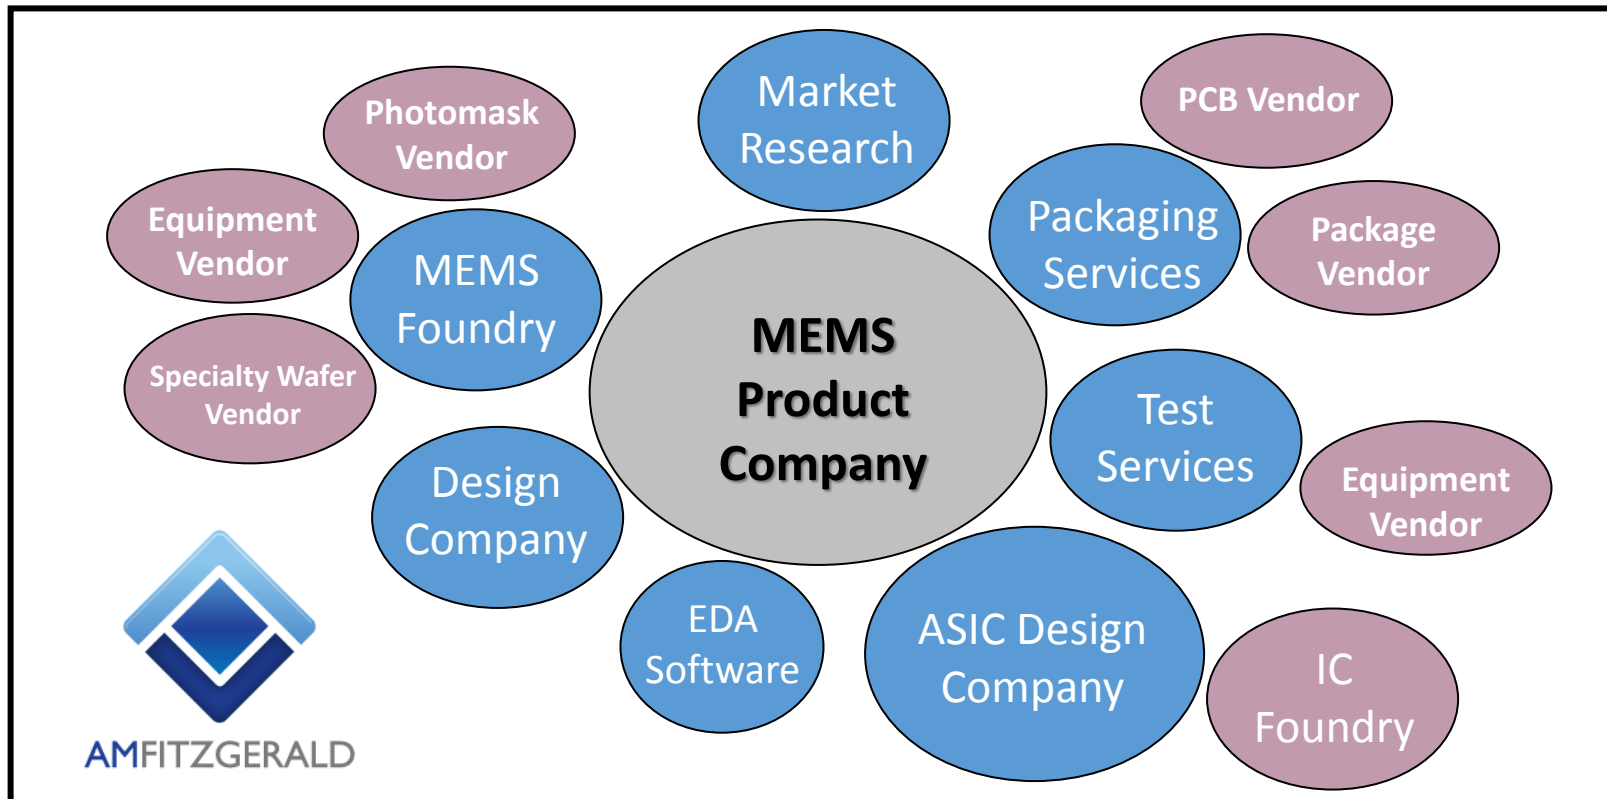 Market
Research
PCB Vendor
Photomask
Vendor
Equipment
Vendor
MEMS
Foundry
Packaging
Services
Package
Vendor
MEMS
Product
Company
Specialty Wafer
Vendor
Test
Services
Design
Company
Equipment
Vendor
EDA
Software
ASIC Design
Company
IC
Foundry
AMFITZGERALD